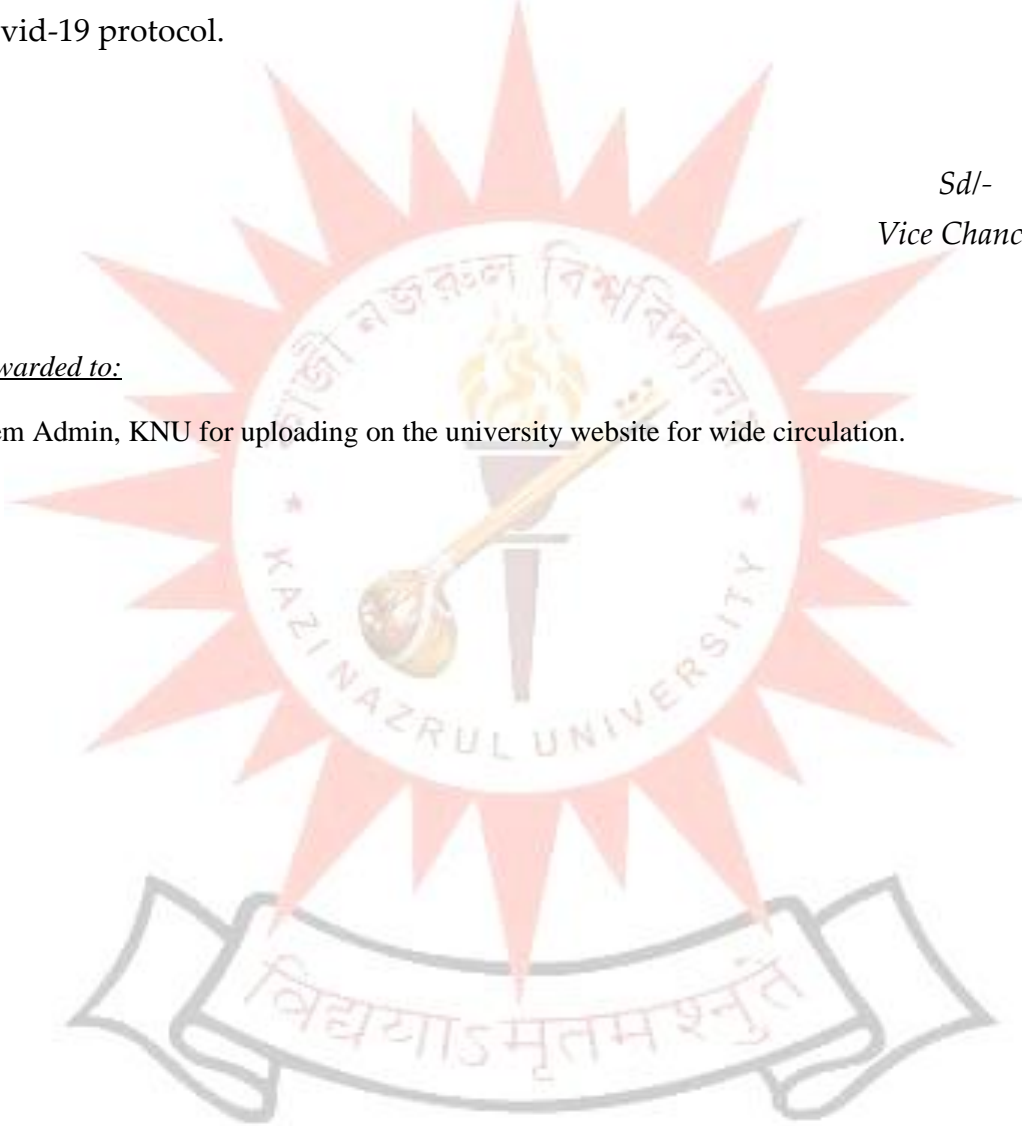 vid-19 protocol.
Sd/-
Vice Chanc
warded to:
em Admin, KNU for uploading on the university website for wide circulation.
কাজী নজরুল বিশ্ববিদ্যালয়
* KAZI NAZRUL UNIVERSITY *
विद्ययाऽमृतमश्नुते